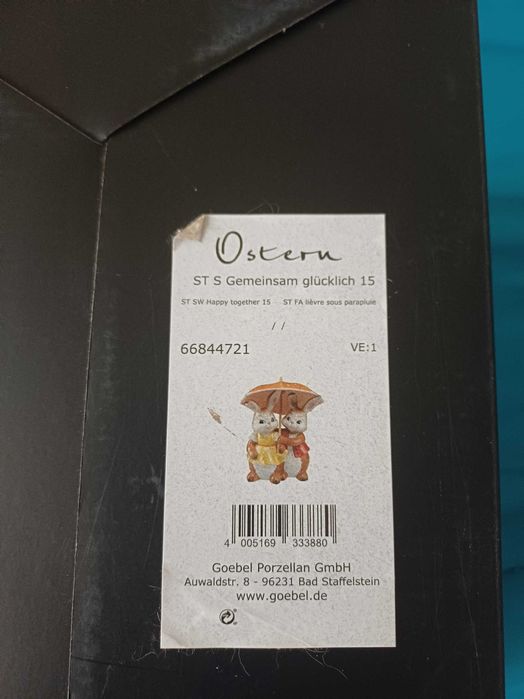 Ostern
ST S Gemeinsam glücklich 15
ST SW Happy together 15 ST FA lièvre sous parapluie
/ /
66844721 VE:1
4 005169 333880
Goebel Porzellan GmbH
Auwaldstr. 8 - 96231 Bad Staffelstein
www.goebel.de